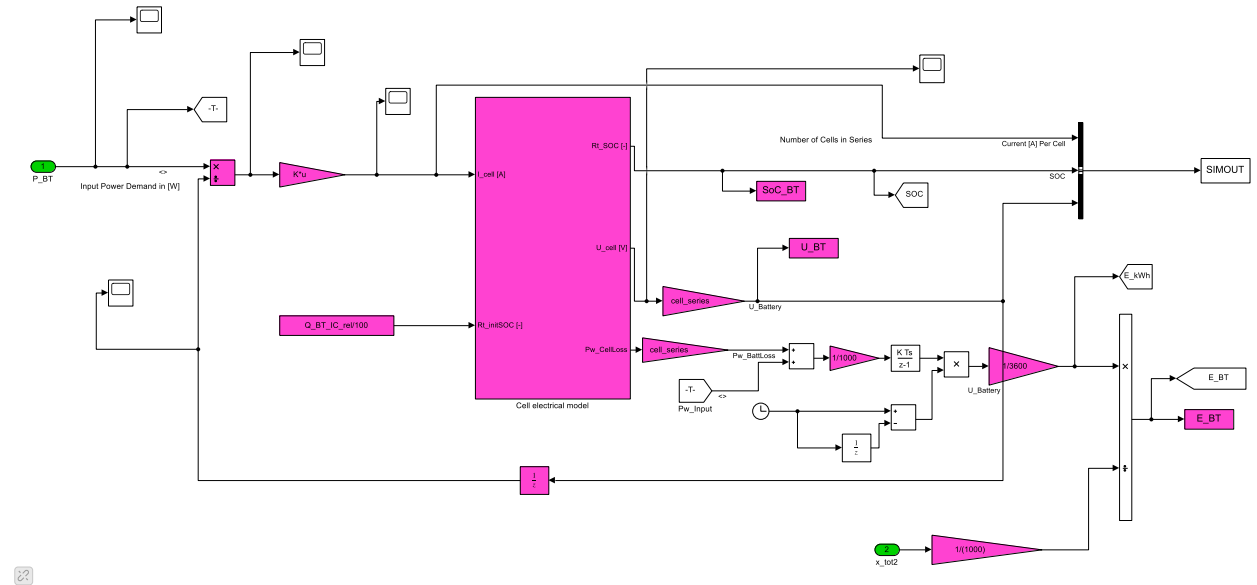 -T-
1
P_BT
<>
Input Power Demand in [W]
×
÷
K*u
Number of Cells in Series
Rt_SOC [-]
I_cell [A]
U_cell [V]
Rt_initSOC [-]
Pw_CellLoss
Cell electrical model
Current [A] Per Cell
SOC
SIMOUT
SoC_BT
SOC
U_BT
cell_series
U_Battery
E_kWh
Q_BT_IC_rel/100
cell_series
Pw_BattLoss
+
+
1/1000
K Ts
z-1
×
1/3600
U_Battery
×
÷
E_BT
E_BT
-T-
<>
Pw_Input
+
−
1
z
1
z
2
x_tot2
1/(1000)